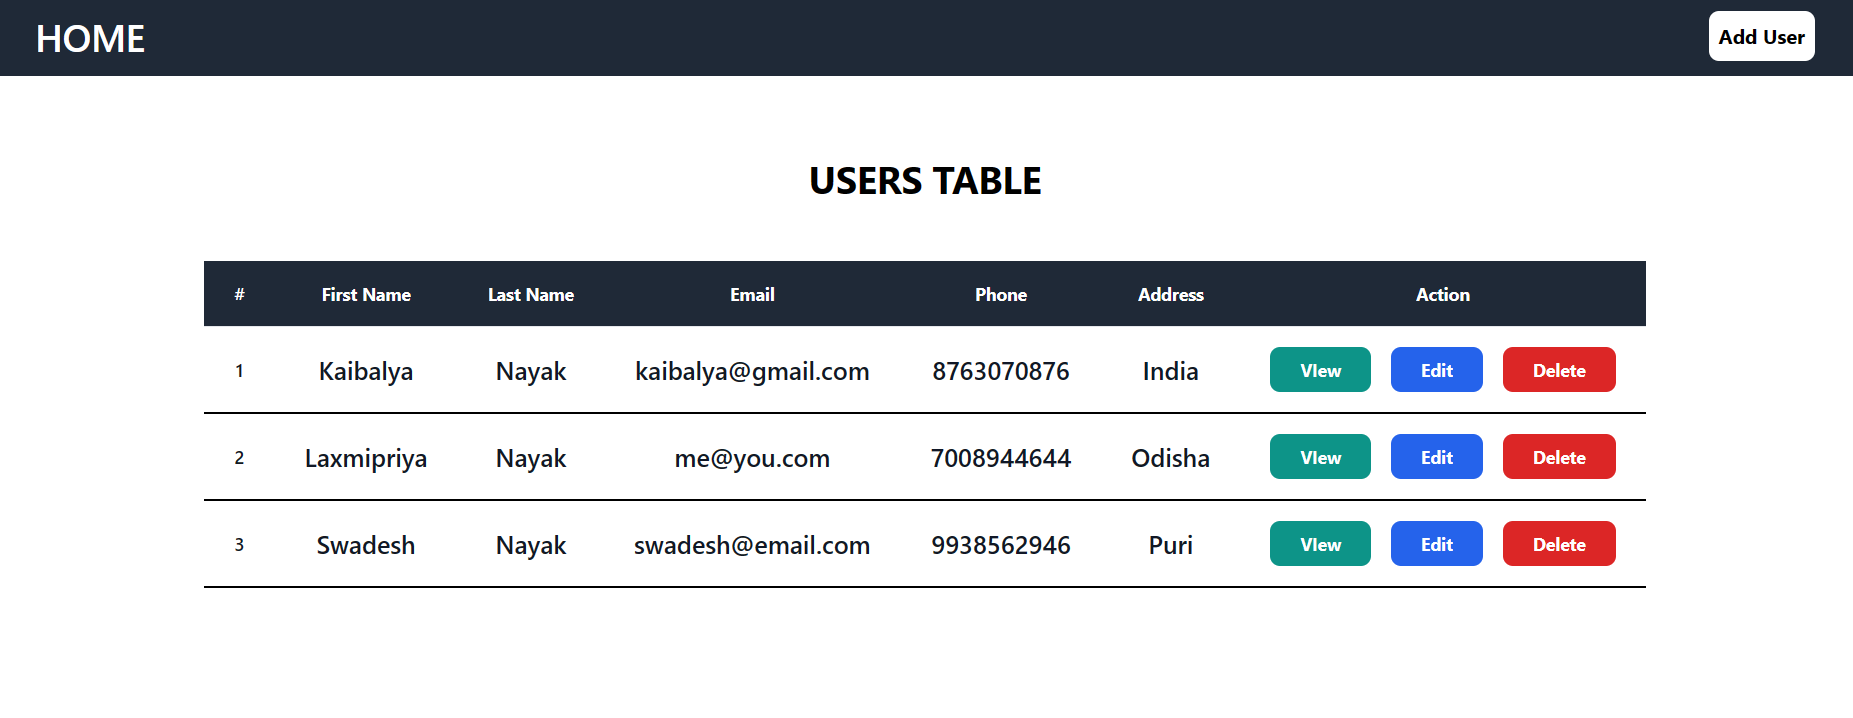 HOME Add User
USERS TABLE
# First Name Last Name Email Phone Address Action
1 Kaibalya Nayak kaibalya@gmail.com 8763070876 India VIew Edit Delete
2 Laxmipriya Nayak me@you.com 7008944644 Odisha VIew Edit Delete
3 Swadesh Nayak swadesh@email.com 9938562946 Puri VIew Edit Delete